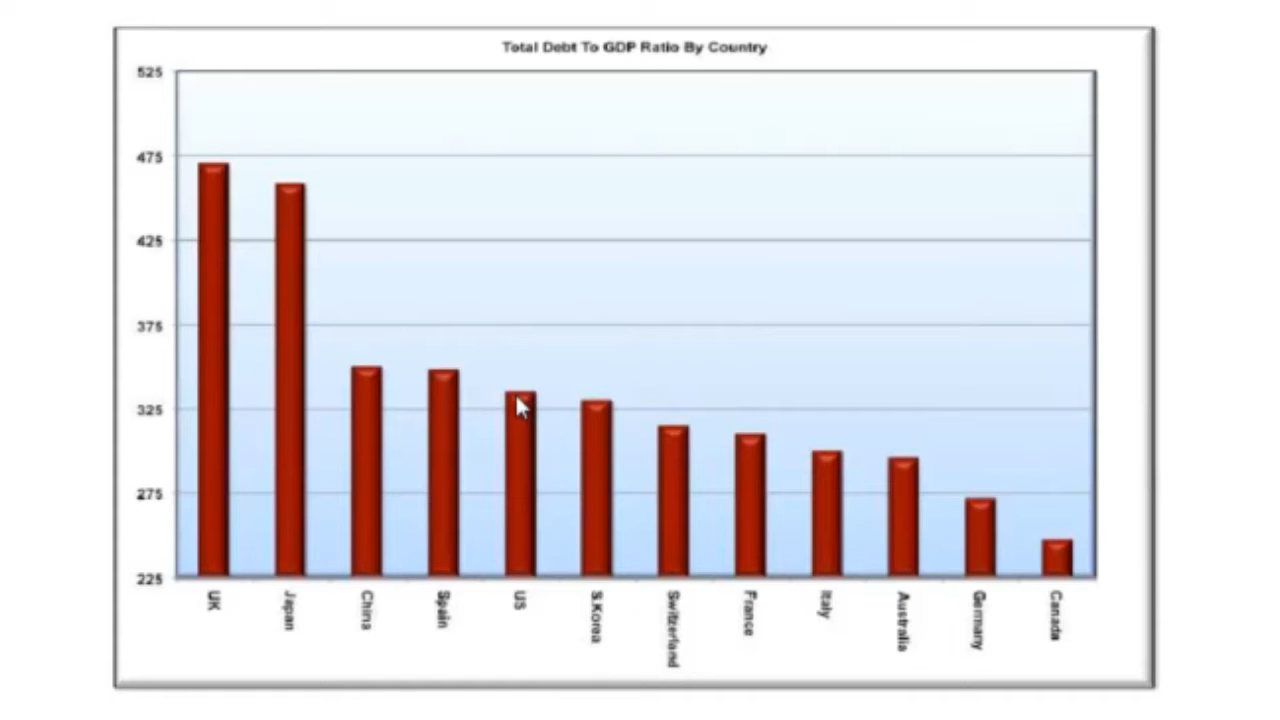 Total Debt To GDP Ratio By Country
525
475
425
375
325
275
225
UK
Japan
China
Spain
US
S.Korea
Switzerland
France
Italy
Australia
Germany
Canada